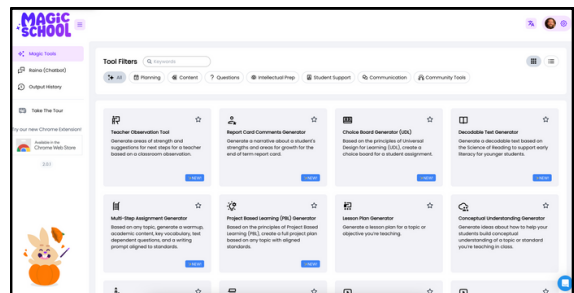 MAGIC
SCHOOL
Magic Tools
Raina (Chatbot)
Output History
Take The Tour
Try our new Chrome Extension!
Available in the
Chrome Web Store
Tool Filters
Keywords
All
Planning
Content
Questions
Intellectual Prep
Student Support
Communication
Community Tools
Teacher Observation Tool
Generate areas of strength and
suggestions for next steps for a teacher
based on a classroom observation.
NEW!
Report Card Comments Generator
Generate a narrative about a student's
strengths and areas for growth for the
end of term report card.
Choice Board Generator (UDL)
Based on the principles of Universal
Design for Learning (UDL), create a
choice board for a student assignment.
NEW!
Decodable Text Generator
Generate a decodable text based on
the Science of Reading to support early
literacy for younger students.
NEW!
Multi-Step Assignment Generator
Based on any topic, generate a warmup,
academic content, key vocabulary, text
dependent questions, and a writing
prompt aligned to standards.
NEW!
Project Based Learning (PBL) Generator
Based on the principles of Project Based
Learning (PBL), create a full project plan
based on any topic with aligned
standards.
Lesson Plan Generator
Generate a lesson plan for a topic or
objective you're teaching.
Conceptual Understanding Generator
Generate ideas about how to help your
students build conceptual
understanding of a topic or standard
you're teaching in class.